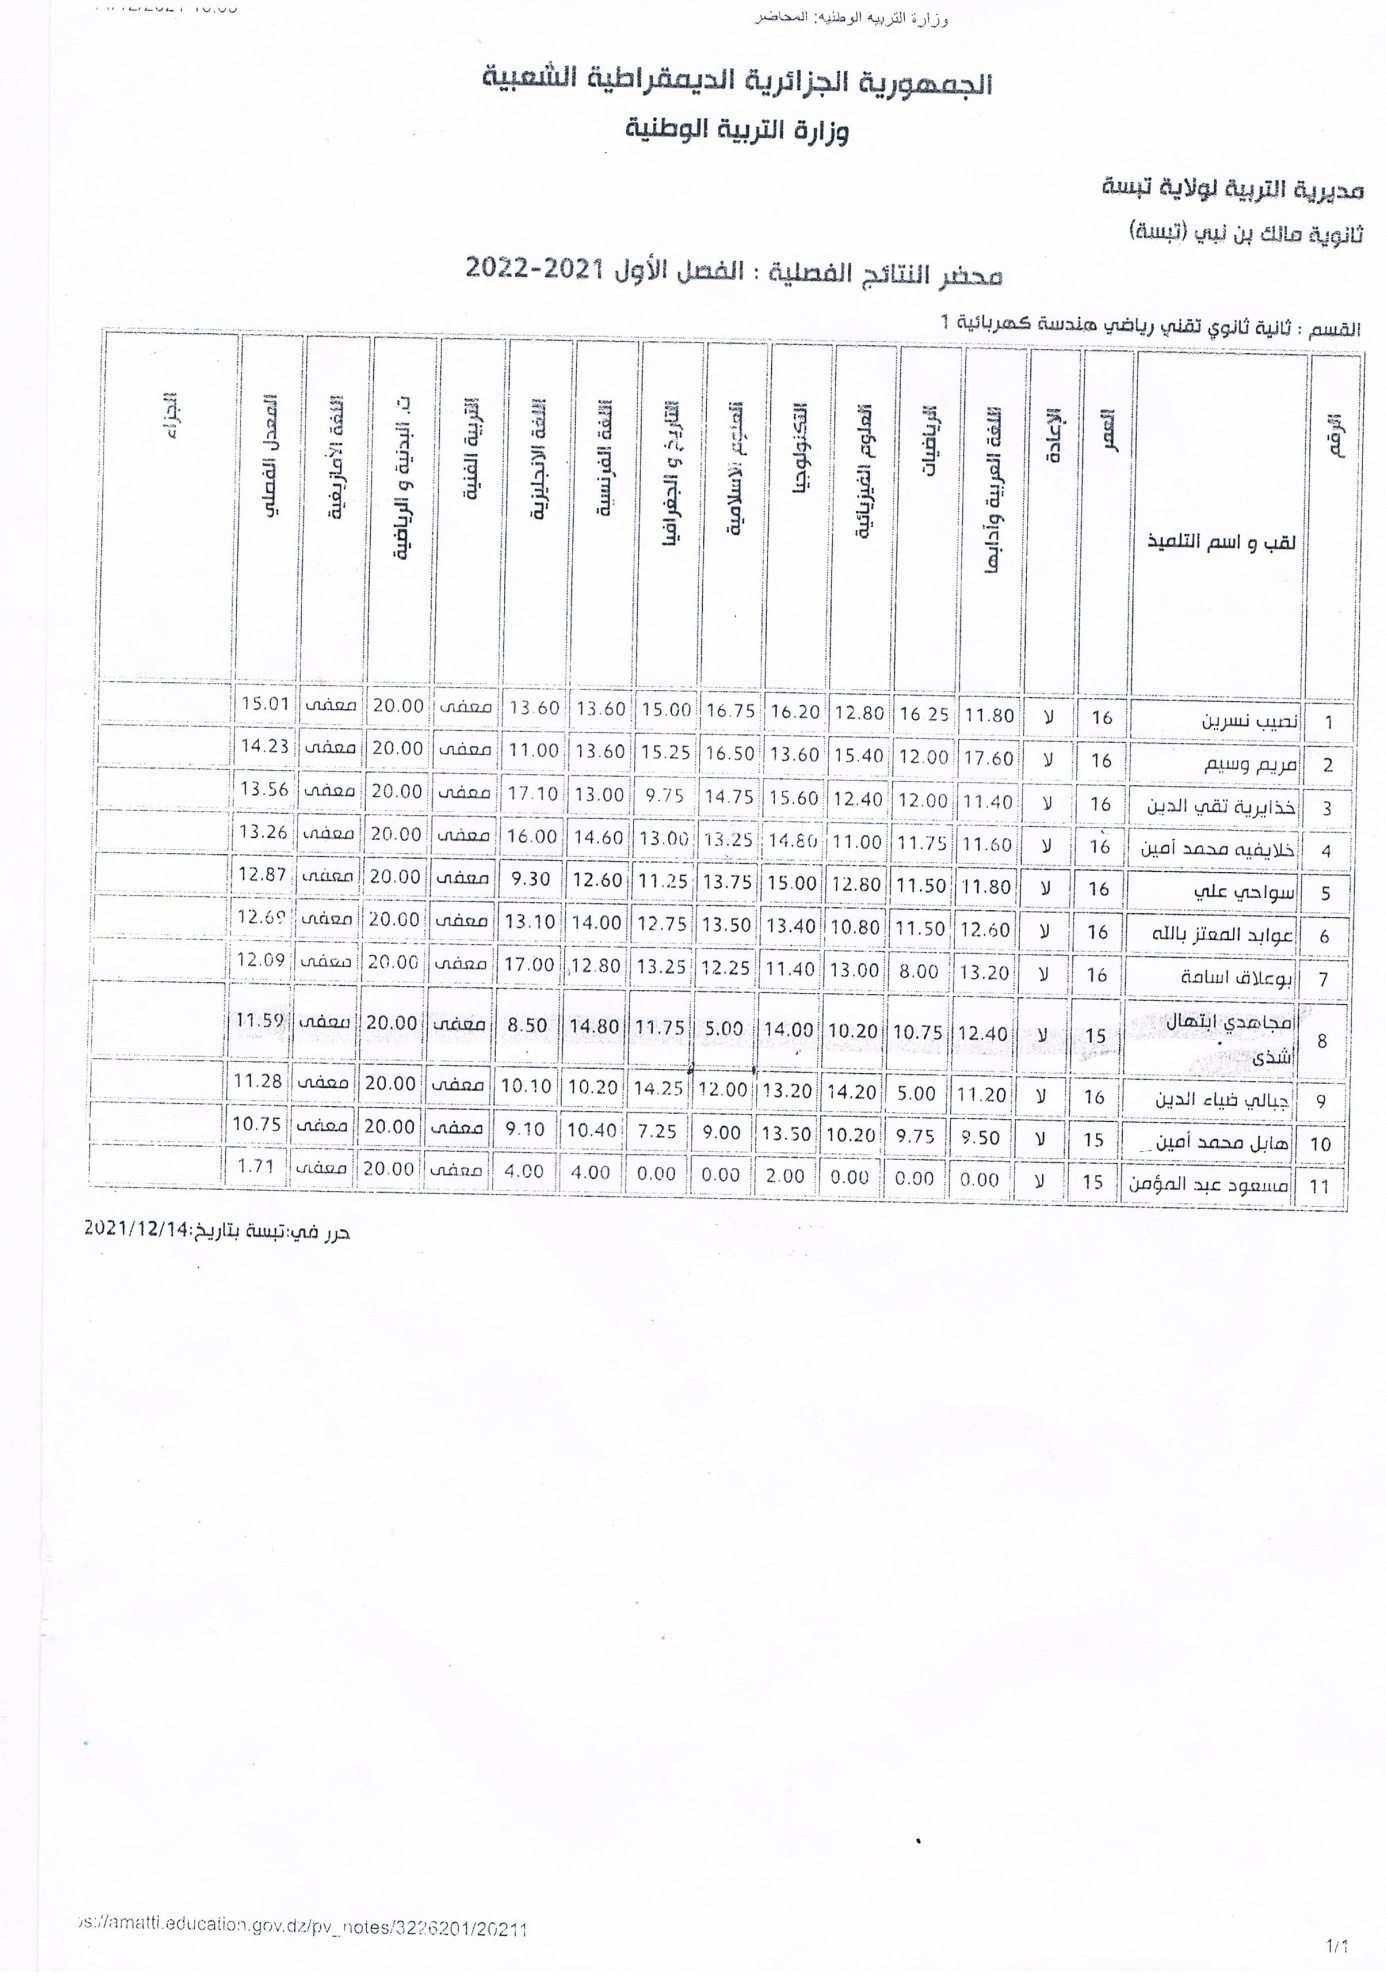 وزارة التربية الوطنية: المحاضر
الجمهورية الجزائرية الديمقراطية الشعبية
وزارة التربية الوطنية
مديرية التربية لولاية تبسة
ثانوية مالك بن نبي (تبسة)
محضر النتائج الفصلية : الفصل الأول 2021-2022
القسم : ثانية ثانوي تقني رياضي هندسة كهربائية 1
الرقم لقب و اسم التلميذ العمر الإعادة اللغة العربية وآدابها الرياضيات العلوم الفيزيائية التكنولوجيا العلوم الاسلامية التاريخ و الجغرافيا اللغة الفرنسية اللغة الانجليزية التربية الفنية ت. البدنية و الرياضية اللغة الأمازيغية المعدل الفصلي الجزاء
1 نصيب نسرين 16 لا 11.80 16 25 12.80 16.20 16.75 15.00 13.60 13.60 معفى 20.00 معفى 15.01
2 مريم وسيم 16 لا 17.60 12.00 15.40 13.60 16.50 15.25 13.60 11.00 معفى 20.00 معفى 14.23
3 خذايرية تقي الدين 16 لا 11.40 12.00 12.40 15.60 14.75 9.75 13.00 17.10 معفى 20.00 معفى 13.56
4 خلايفيه محمد أمين 16 لا 11.60 11.75 11.00 14.80 13.25 13.00 14.60 16.00 معفى 20.00 معفى 13.26
5 سواحي علي 16 لا 11.80 11.50 12.80 15.00 13.75 11.25 12.60 9.30 معفى 20.00 معفى 12.87
6 عوابد المعتز بالله 16 لا 12.60 11.50 10.80 13.40 13.50 12.75 14.00 13.10 معفى 20.00 معفى 12.69
7 بوعلاق اسامة 16 لا 13.20 8.00 13.00 11.40 12.25 13.25 12.80 17.00 معفى 20.00 معفى 12.09
8 مجاهدي ابتهال شذى 15 لا 12.40 10.75 10.20 14.00 5.00 11.75 14.80 8.50 معفى 20.00 معفى 11.59
9 جبالي ضياء الدين 16 لا 11.20 5.00 14.20 13.20 12.00 14.25 10.20 10.10 معفى 20.00 معفى 11.28
10 هابل محمد أمين 15 لا 9.50 9.75 10.20 13.50 9.00 7.25 10.40 9.10 معفى 20.00 معفى 10.75
11 مسعود عبد المؤمن 15 لا 0.00 0.00 0.00 2.00 0.00 0.00 4.00 4.00 معفى 20.00 معفى 1.71
حرر في:تبسة بتاريخ:2021/12/14
s://amatti.education.gov.dz/pv_notes/3226201/20211
1/1